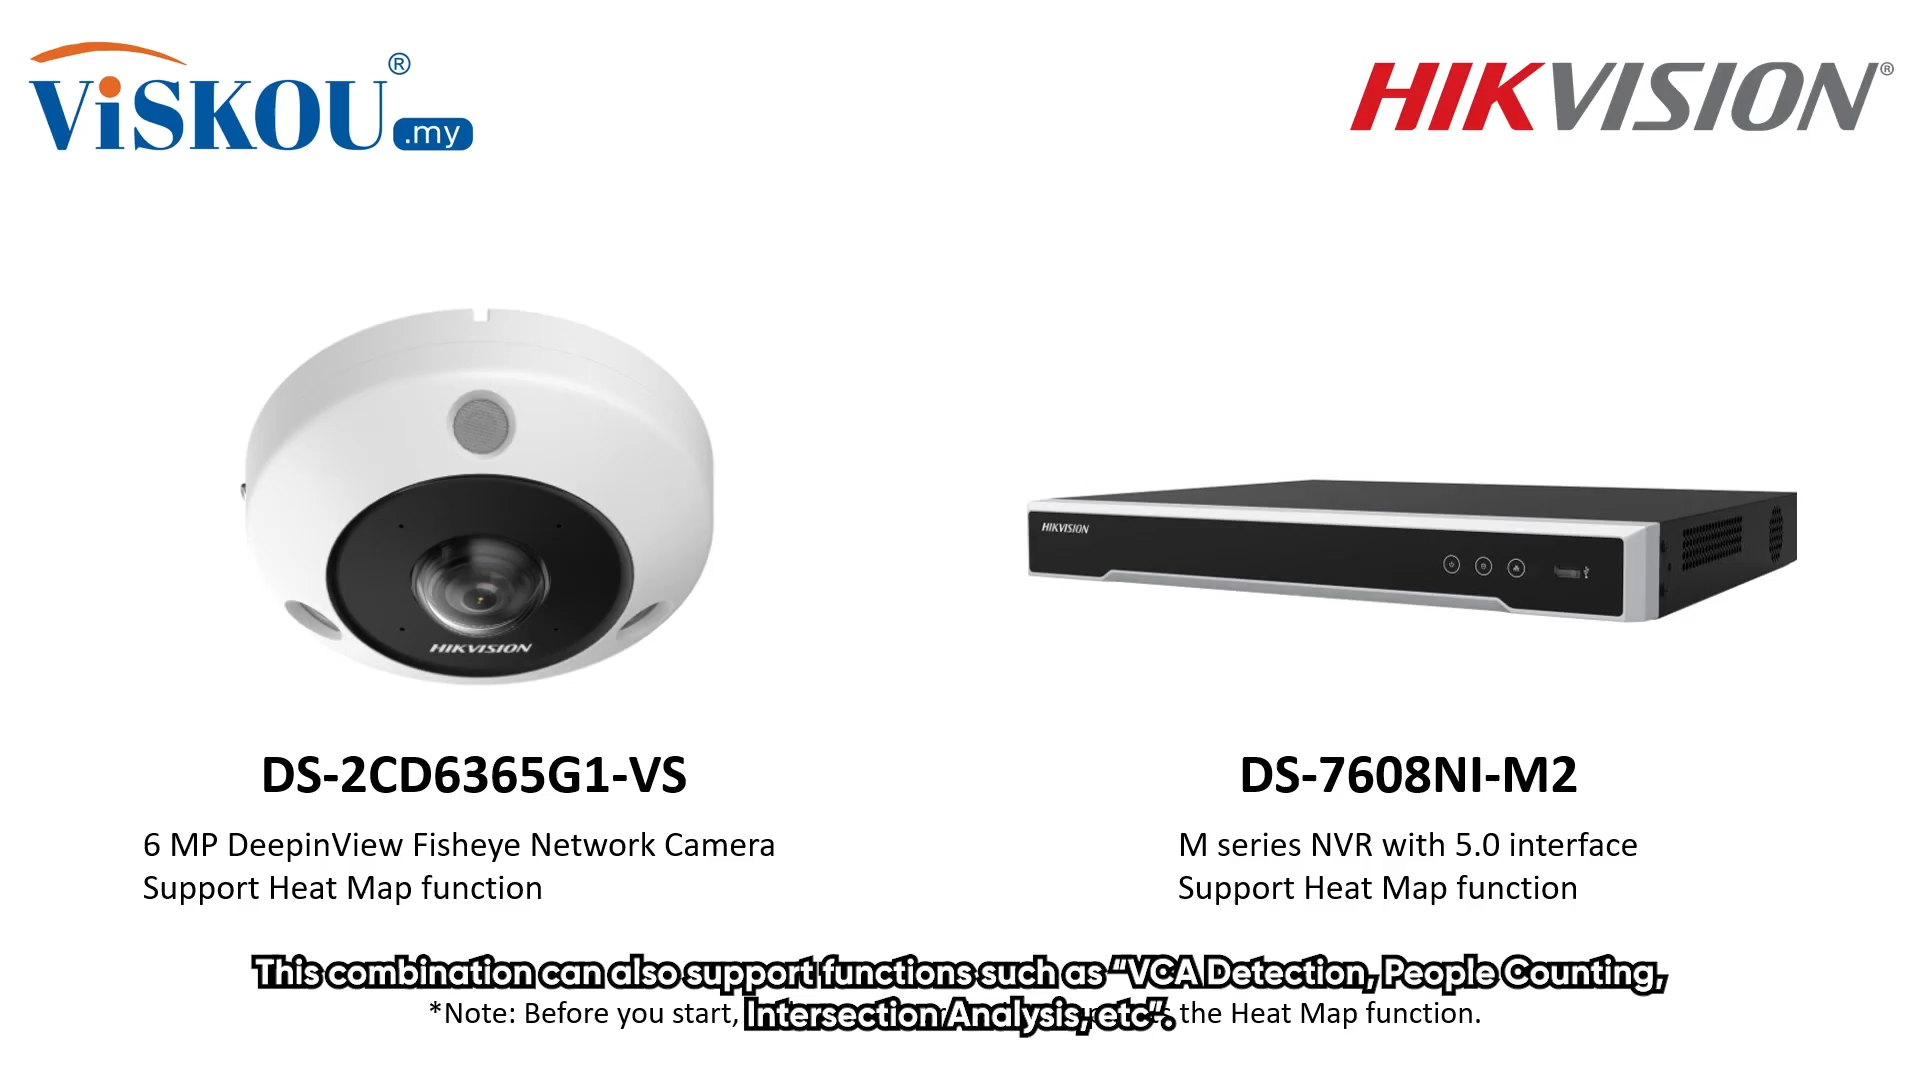 ViSKOU® .my
HIKVISION®
HIKVISION
HIKVISION
DS-2CD6365G1-VS
6 MP DeepinView Fisheye Network Camera
Support Heat Map function
DS-7608NI-M2
M series NVR with 5.0 interface
Support Heat Map function
This combination can also support functions such as “VCA Detection, People Counting,
Intersection Analysis, etc”.
*Note: Before you start, the Heat Map function.